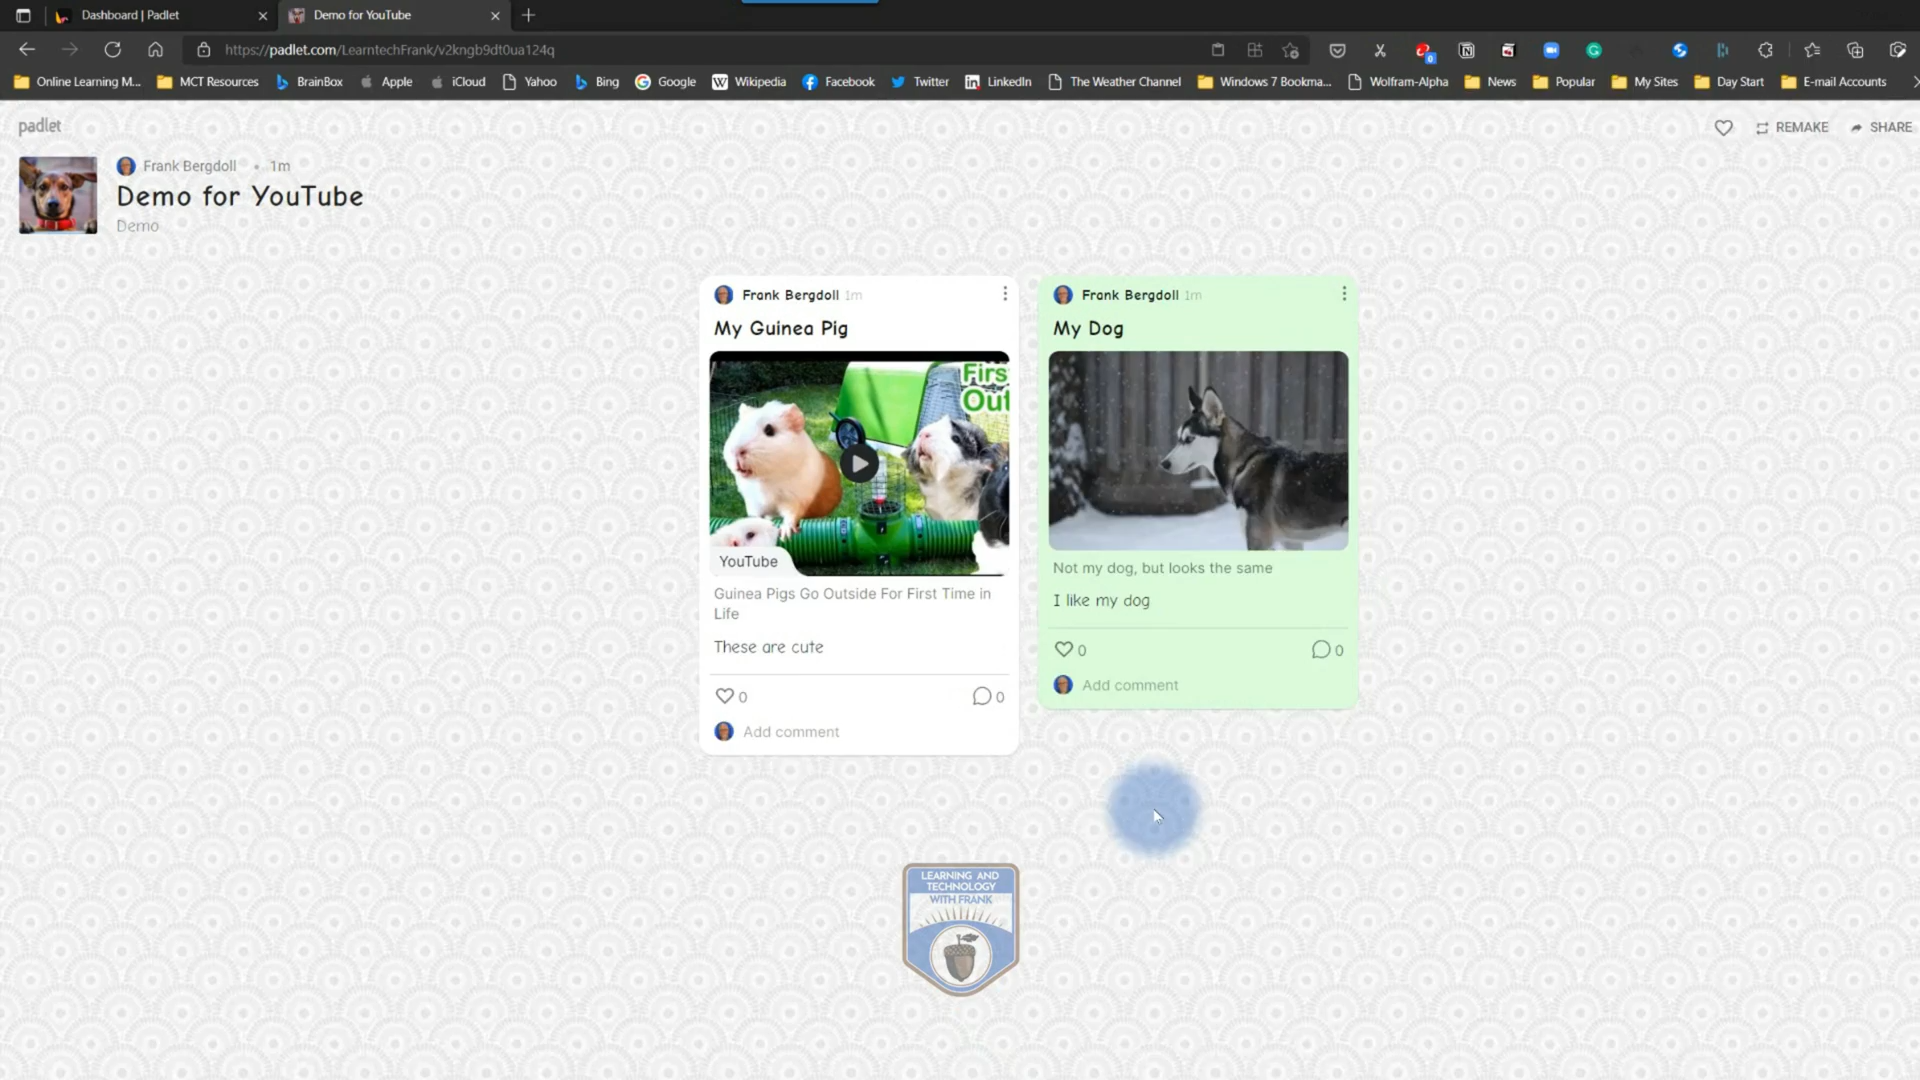 Dashboard | Padlet
Demo for YouTube
https://padlet.com/LearntechFrank/v2kngb9dt0ua124q
0
Online Learning M...
MCT Resources
BrainBox
Apple
iCloud
Yahoo
Bing
Google
Wikipedia
Facebook
Twitter
LinkedIn
The Weather Channel
Windows 7 Bookma...
Wolfram-Alpha
News
Popular
My Sites
Day Start
E-mail Accounts
padlet
REMAKE
SHARE
Frank Bergdoll • 1m
Demo for YouTube
Demo
Frank Bergdoll 1m
My Guinea Pig
Firs
Out
YouTube
Guinea Pigs Go Outside For First Time in
Life
These are cute
0
0
Add comment
Frank Bergdoll 1m
My Dog
Not my dog, but looks the same
I like my dog
0
0
Add comment
LEARNING AND
TECHNOLOGY
WITH FRANK